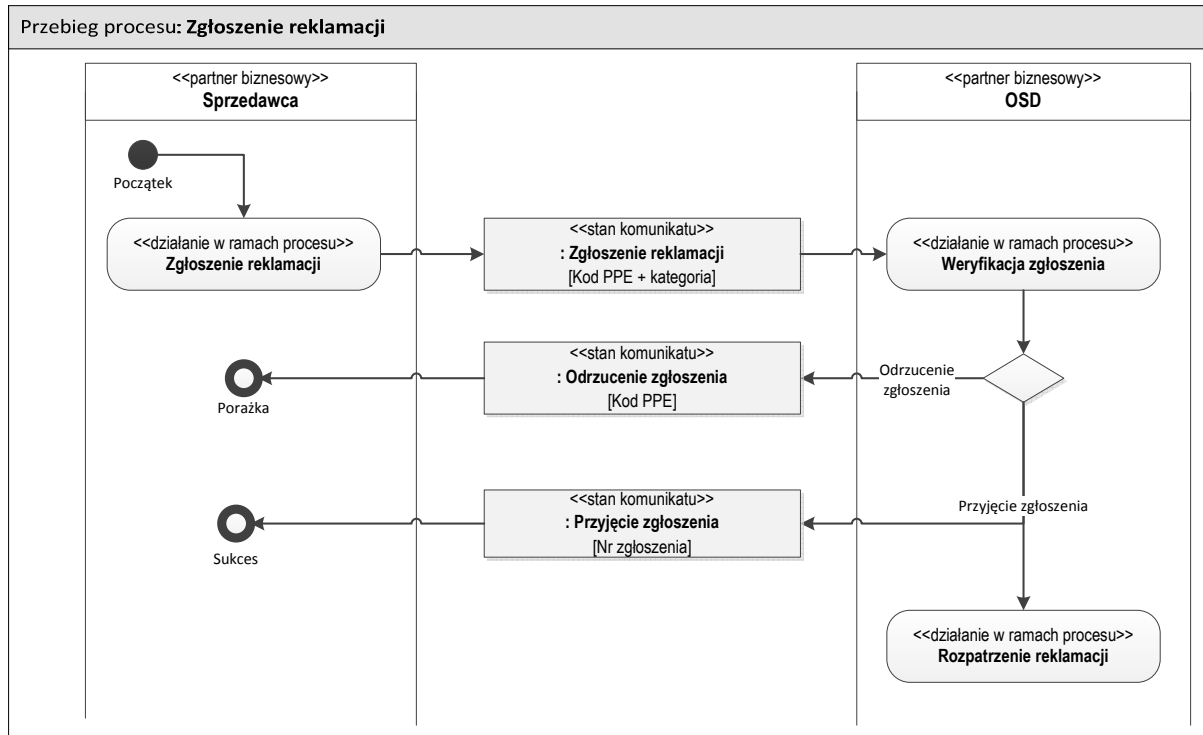 Przebieg procesu: Zgłoszenie reklamacji
<<partner biznesowy>>
Sprzedawca
<<partner biznesowy>>
OSD
Początek
<<działanie w ramach procesu>>
Zgłoszenie reklamacji
<<stan komunikatu>>
: Zgłoszenie reklamacji
[Kod PPE + kategoria]
<<działanie w ramach procesu>>
Weryfikacja zgłoszenia
Porażka
<<stan komunikatu>>
: Odrzucenie zgłoszenia
[Kod PPE]
Odrzucenie
zgłoszenia
Sukces
<<stan komunikatu>>
: Przyjęcie zgłoszenia
[Nr zgłoszenia]
Przyjęcie zgłoszenia
<<działanie w ramach procesu>>
Rozpatrzenie reklamacji